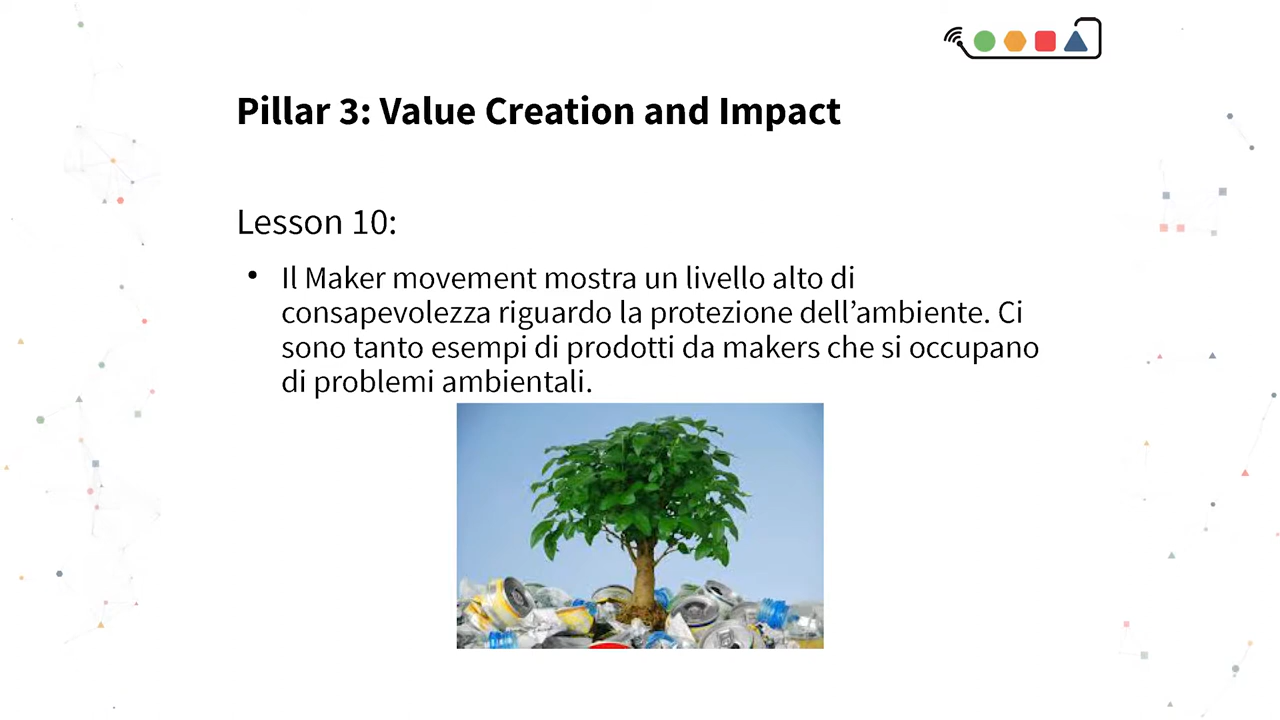 Pillar 3: Value Creation and Impact
Lesson 10:
• Il Maker movement mostra un livello alto di
consapevolezza riguardo la protezione dell’ambiente. Ci
sono tanto esempi di prodotti da makers che si occupano
di problemi ambientali.